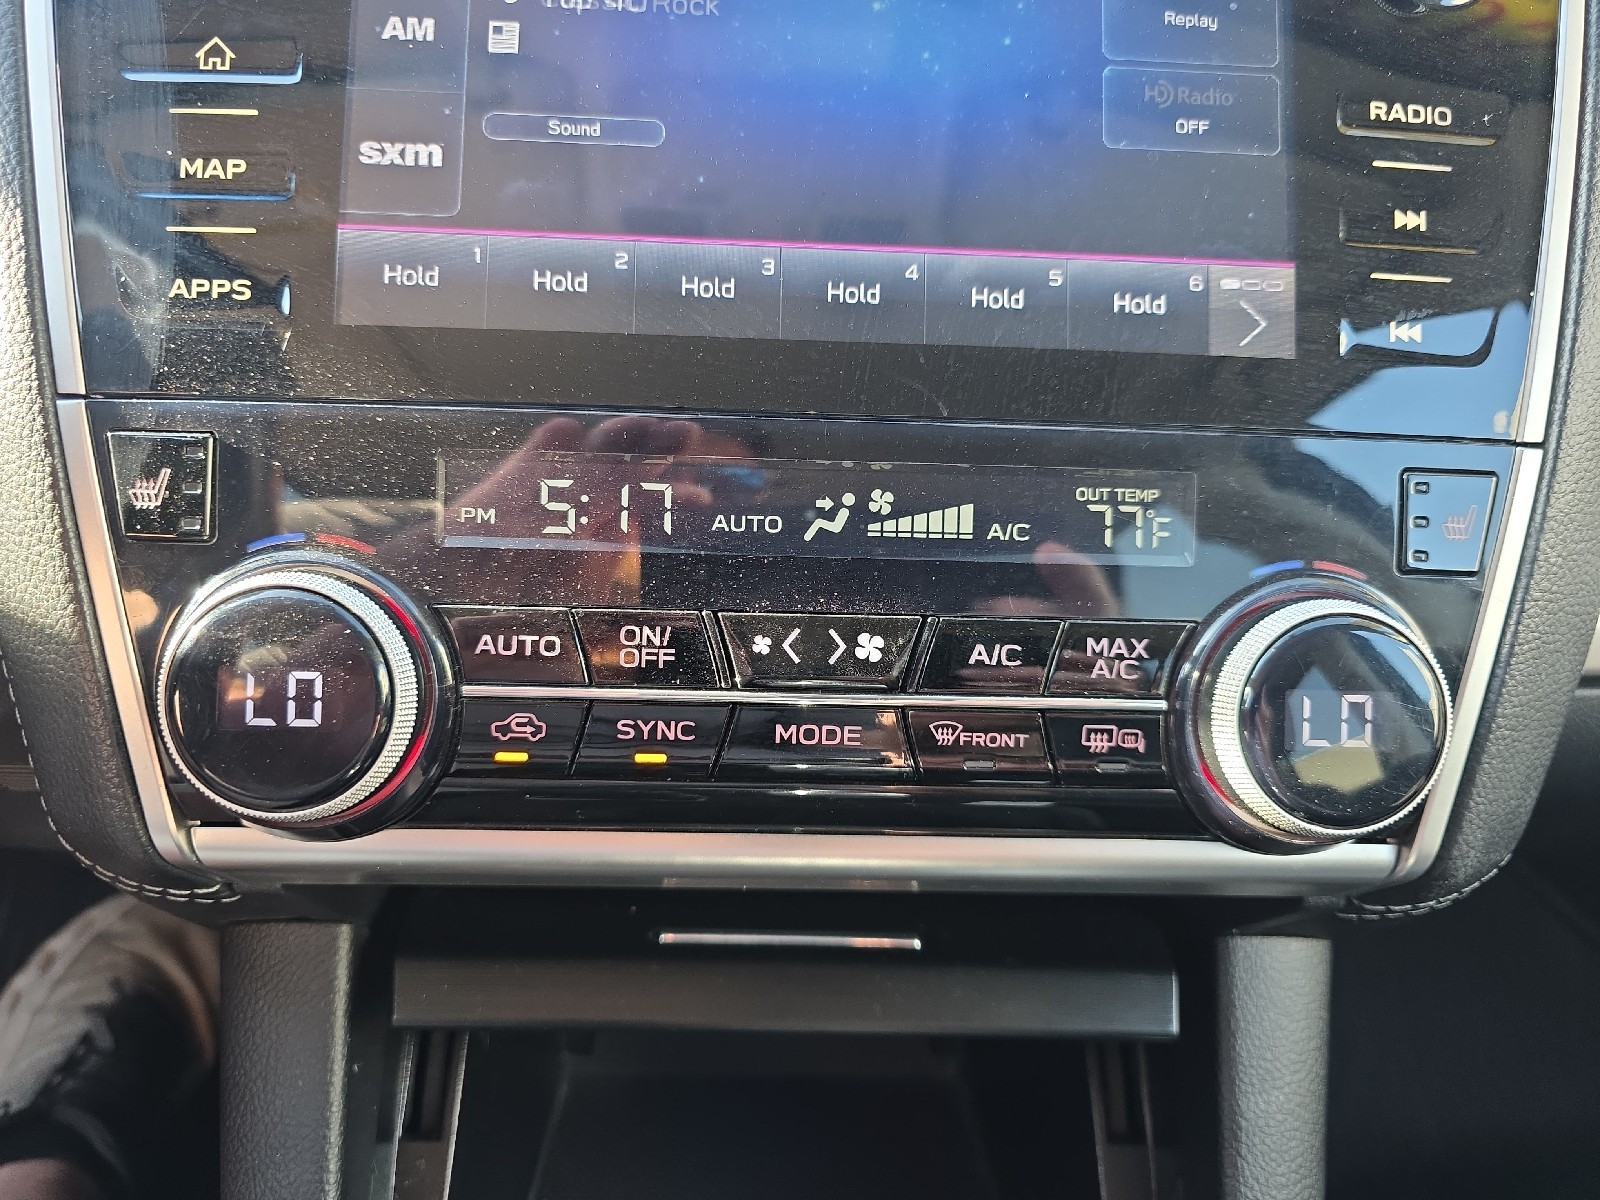 AM
Classic Rock
Replay
HD Radio
OFF
Sound
sxm
MAP
APPS
RADIO
Hold 1
Hold 2
Hold 3
Hold 4
Hold 5
Hold 6
PM 5:17 AUTO A/C
OUT TEMP
77°F
AUTO
ON/
OFF
A/C
MAX
A/C
SYNC
MODE
FRONT
LO
LO